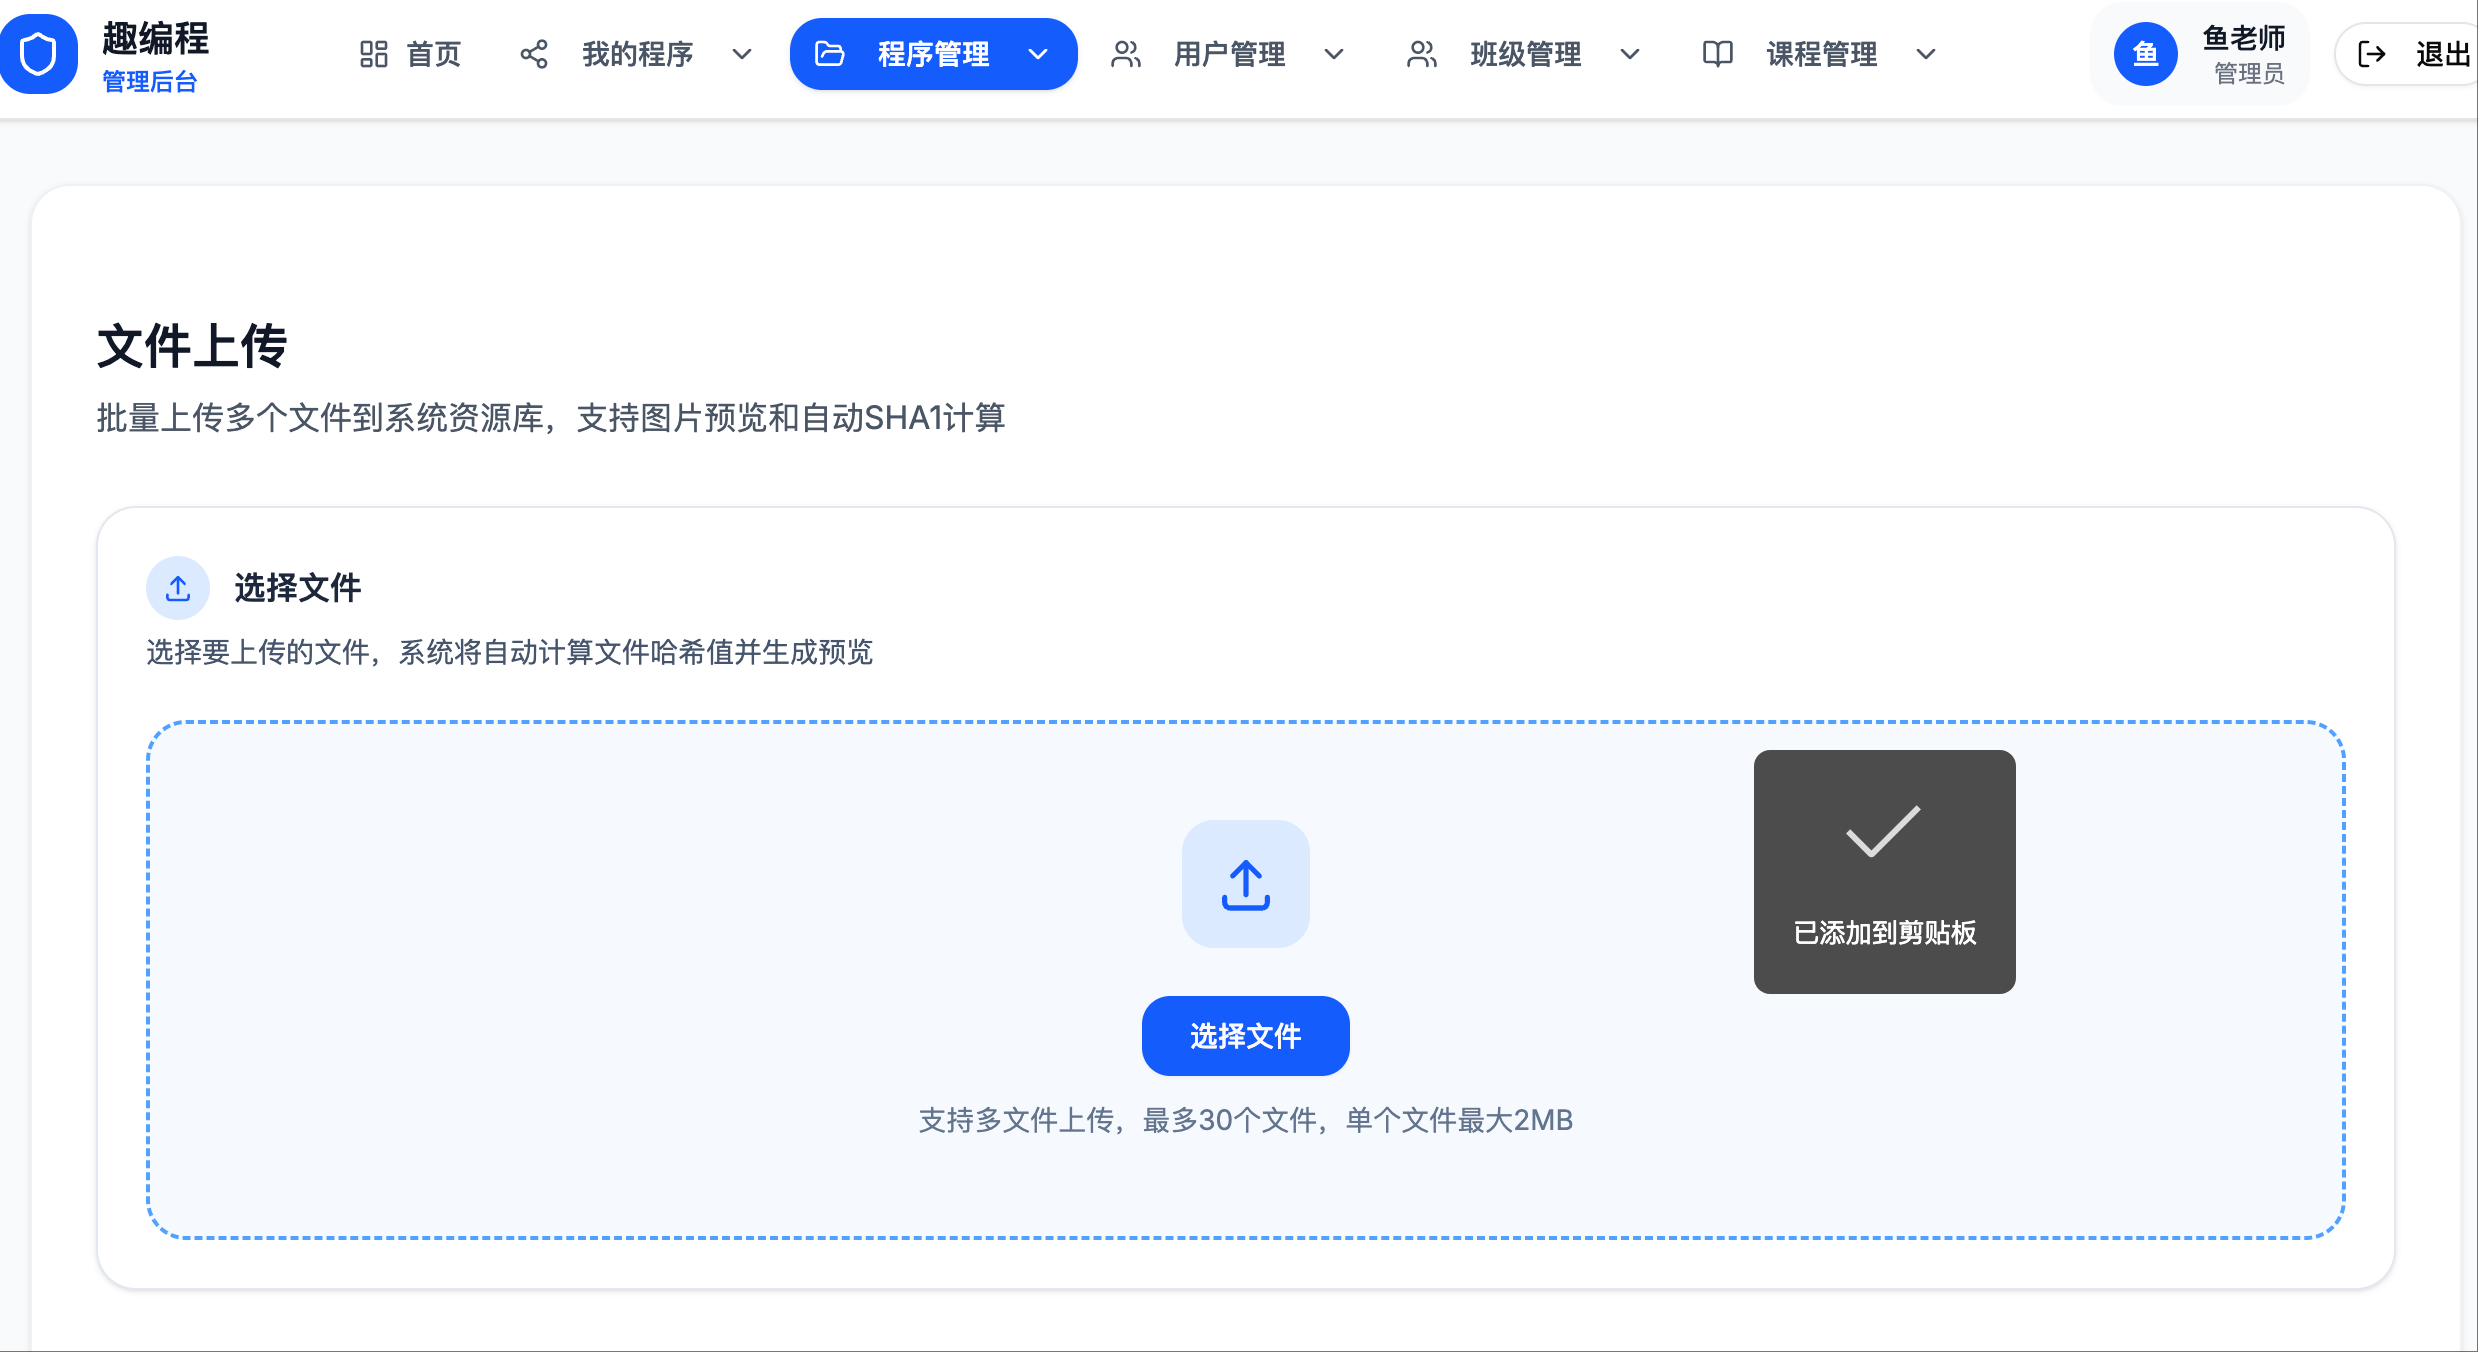 趣编程
管理后台
首页
我的程序
程序管理
用户管理
班级管理
课程管理
鱼
鱼老师
管理员
退出
文件上传
批量上传多个文件到系统资源库，支持图片预览和自动SHA1计算
选择文件
选择要上传的文件，系统将自动计算文件哈希值并生成预览
已添加到剪贴板
选择文件
支持多文件上传，最多30个文件，单个文件最大2MB